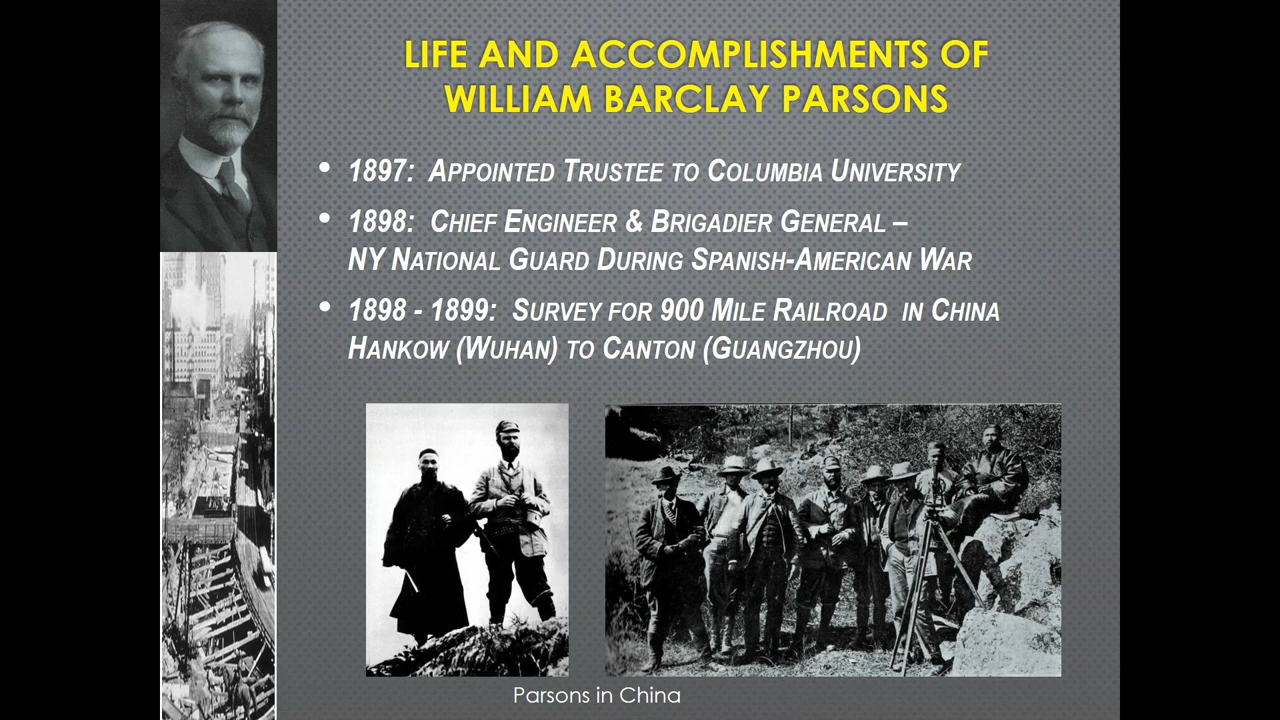 LIFE AND ACCOMPLISHMENTS OF
WILLIAM BARCLAY PARSONS
• 1897: APPOINTED TRUSTEE TO COLUMBIA UNIVERSITY
• 1898: CHIEF ENGINEER & BRIGADIER GENERAL –
NY NATIONAL GUARD DURING SPANISH-AMERICAN WAR
• 1898 - 1899: SURVEY FOR 900 MILE RAILROAD IN CHINA
HANKOW (WUHAN) TO CANTON (GUANGZHOU)
Parsons in China